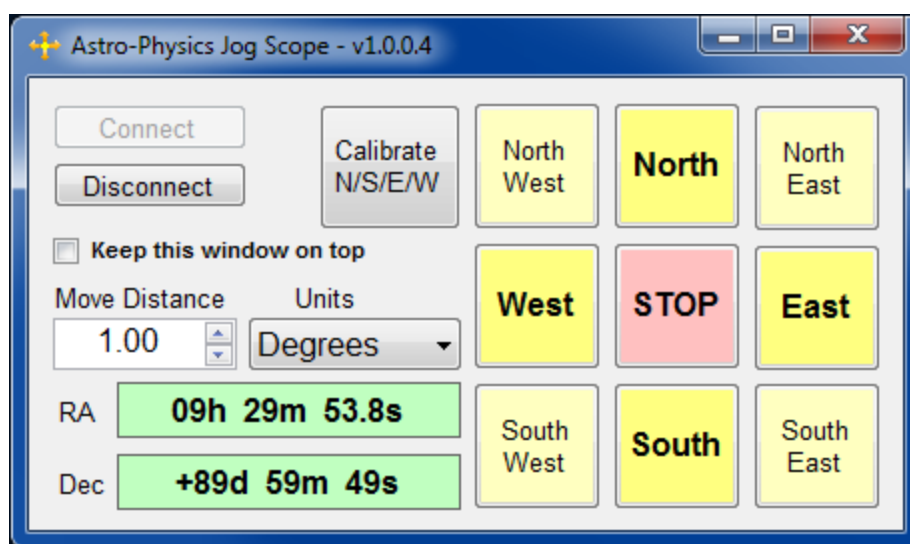 Astro-Physics Jog Scope - v1.0.0.4
Connect
Disconnect
Calibrate
N/S/E/W
Keep this window on top
Move Distance
Units
1.00
Degrees
RA
09h 29m 53.8s
Dec
+89d 59m 49s
North
West
North
North
East
West
STOP
East
South
West
South
South
East